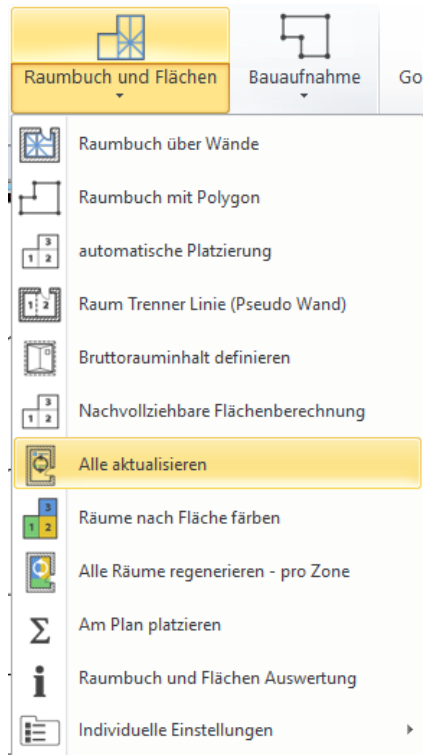 Raumbuch und Flächen
Bauaufnahme
Go
Raumbuch über Wände
Raumbuch mit Polygon
automatische Platzierung
Raum Trenner Linie (Pseudo Wand)
Bruttorauminhalt definieren
Nachvollziehbare Flächenberechnung
Alle aktualisieren
Räume nach Fläche färben
Alle Räume regenerieren - pro Zone
Am Plan platzieren
Raumbuch und Flächen Auswertung
Individuelle Einstellungen